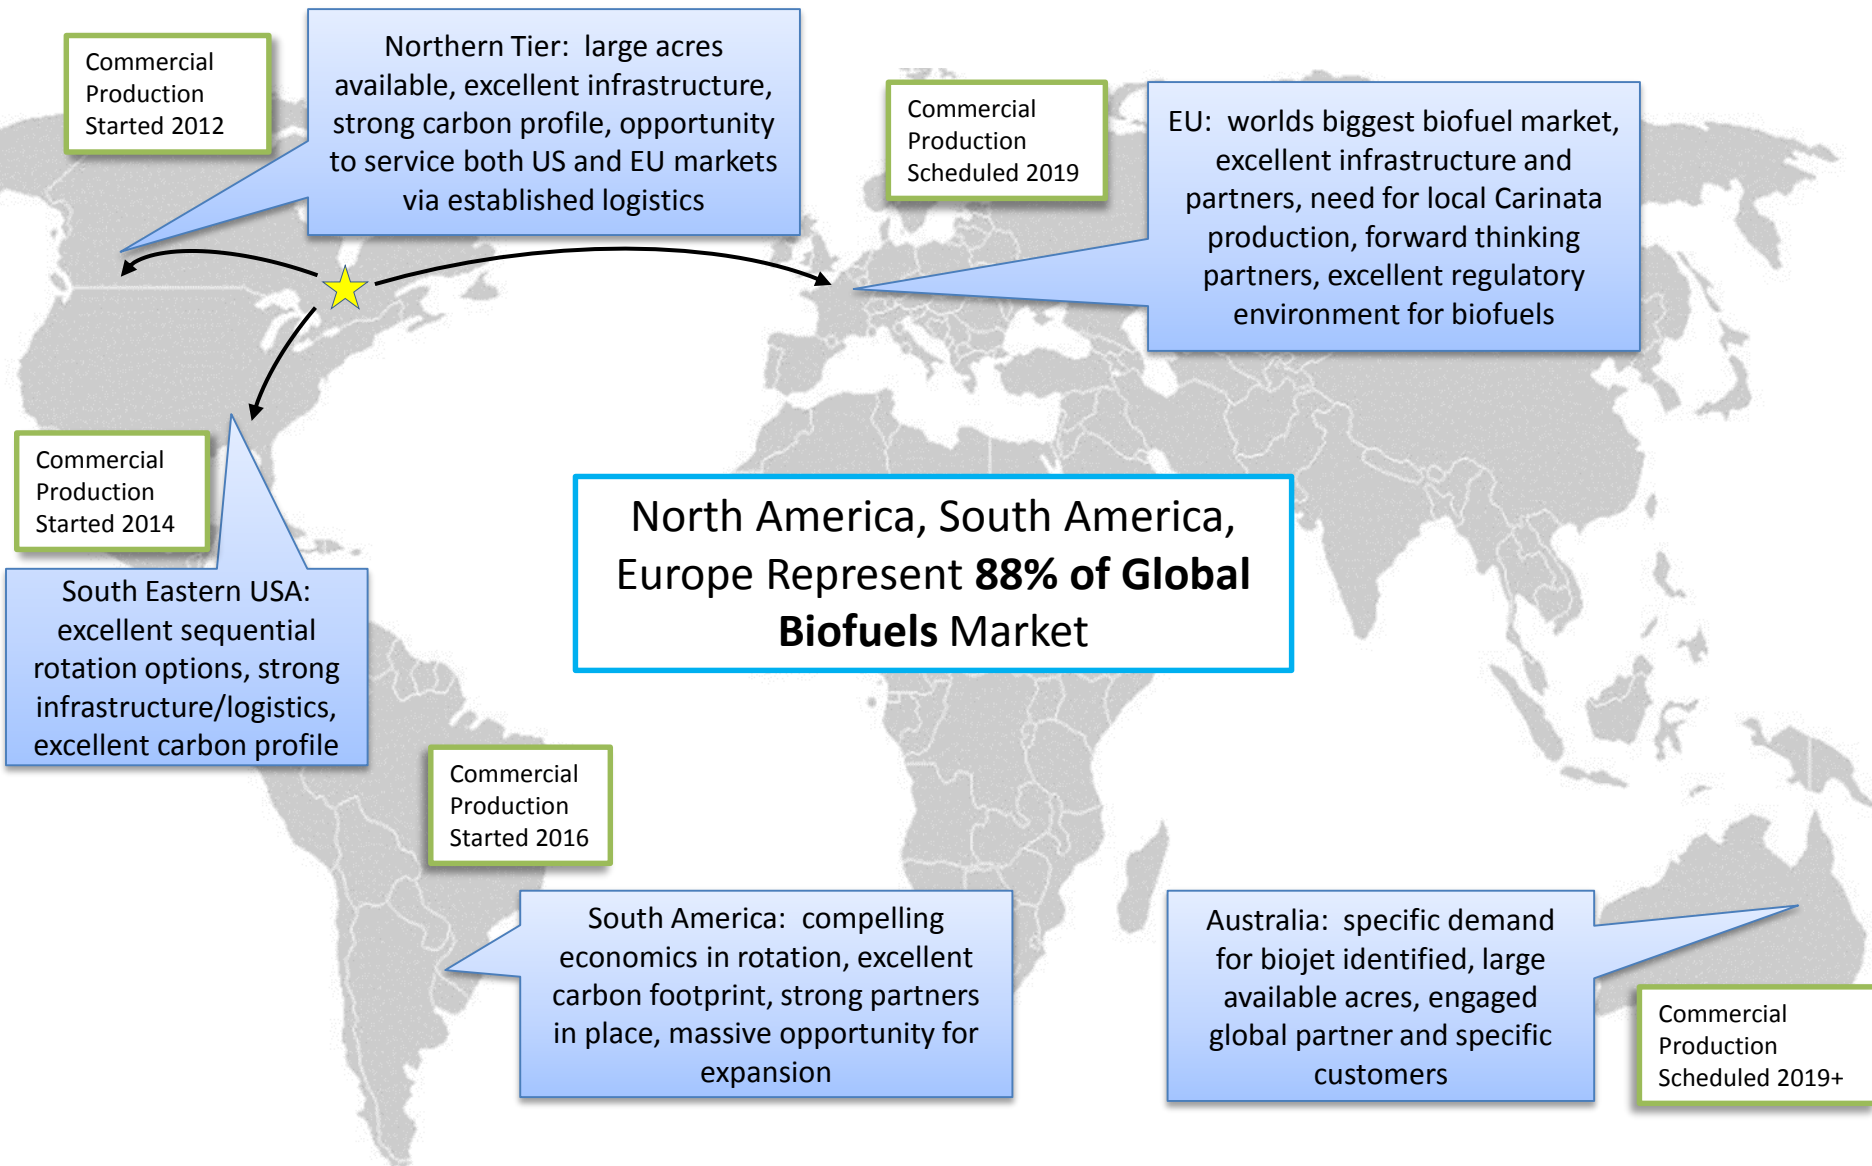 Commercial
Production
Started 2012
Northern Tier:  large acres
available, excellent infrastructure,
strong carbon profile, opportunity
to service both US and EU markets
via established logistics
Commercial
Production
Scheduled 2019
EU:  worlds biggest biofuel market,
excellent infrastructure and
partners, need for local Carinata
production, forward thinking
partners, excellent regulatory
environment for biofuels
Commercial
Production
Started 2014
South Eastern USA:
excellent sequential
rotation options, strong
infrastructure/logistics,
excellent carbon profile
North America, South America,
Europe Represent 88% of Global
Biofuels Market
Commercial
Production
Started 2016
South America:  compelling
economics in rotation, excellent
carbon footprint, strong partners
in place, massive opportunity for
expansion
Australia:  specific demand
for biojet identified, large
available acres, engaged
global partner and specific
customers
Commercial
Production
Scheduled 2019+